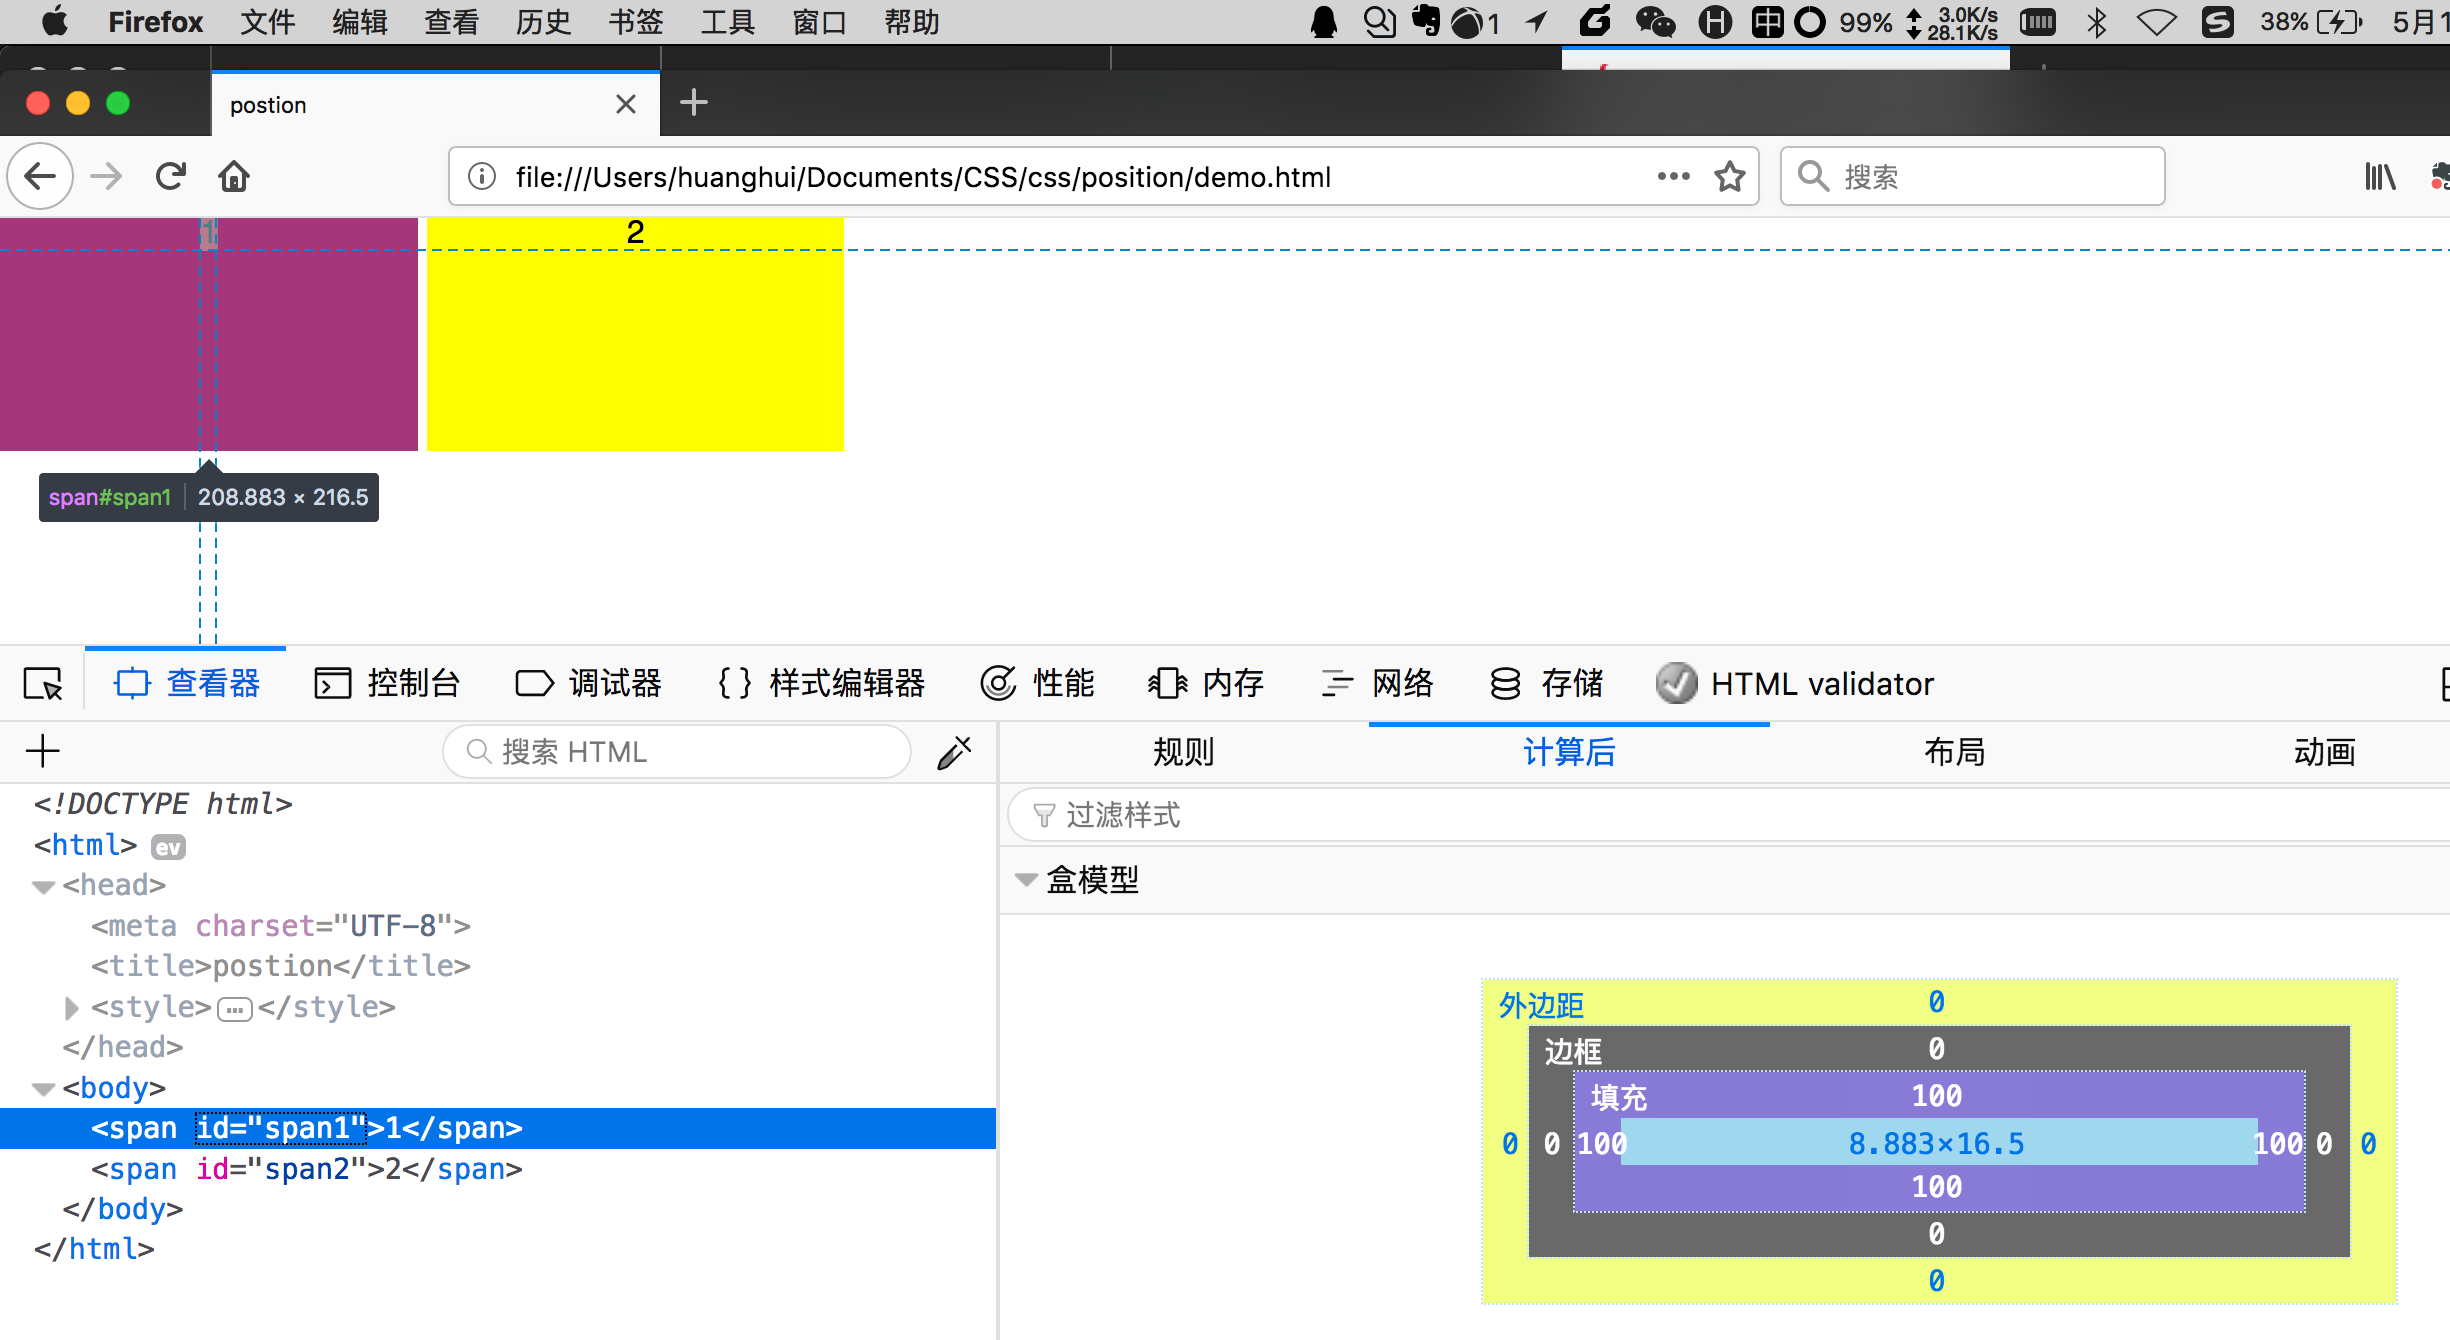 Firefox 文件 编辑 查看 历史 书签 工具 窗口 帮助 1 中 99% 3.0K/s 28.1K/s 38% 5月1
postion
file:///Users/huanghui/Documents/CSS/css/position/demo.html 搜索
1 2
span#span1 208.883 × 216.5
查看器 控制台 调试器 {} 样式编辑器 性能 内存 网络 存储 HTML validator
搜索 HTML
规则 计算后 布局 动画
<!DOCTYPE html>
<html> ev
<head>
<meta charset="UTF-8">
<title>postion</title>
<style>…</style>
</head>
<body>
<span id="span1">1</span>
<span id="span2">2</span>
</body>
</html>
过滤样式
盒模型
外边距 0
边框 0
填充 100
0 0 100 8.883×16.5 100 0 0
100
0
0